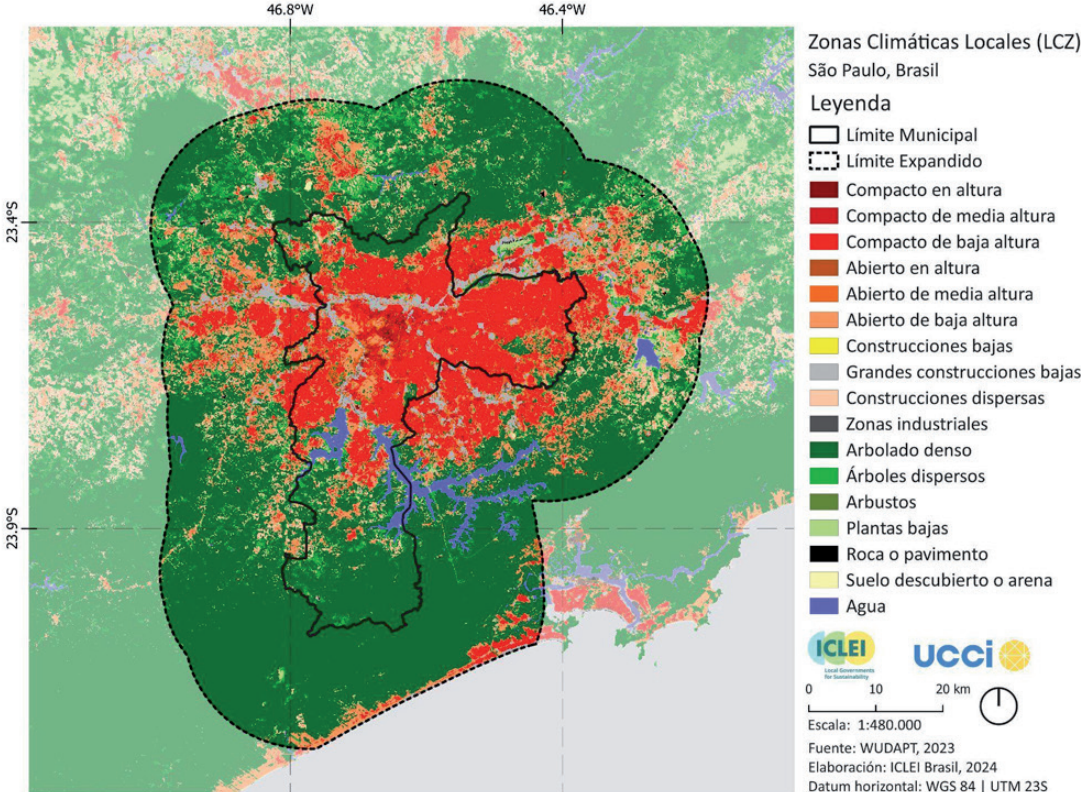 46.8°W
46.4°W
23.4°S
23.9°S
Zonas Climáticas Locales (LCZ)
São Paulo, Brasil
Leyenda
Límite Municipal
Límite Expandido
Compacto en altura
Compacto de media altura
Compacto de baja altura
Abierto en altura
Abierto de media altura
Abierto de baja altura
Construcciones bajas
Grandes construcciones bajas
Construcciones dispersas
Zonas industriales
Arbolado denso
Árboles dispersos
Arbustos
Plantas bajas
Roca o pavimento
Suelo descubierto o arena
Agua
ICLEI
Local Governments
for Sustainability
ucci
0 10 20 km
Escala: 1:480.000
Fuente: WUDAPT, 2023
Elaboración: ICLEI Brasil, 2024
Datum horizontal: WGS 84 | UTM 23S